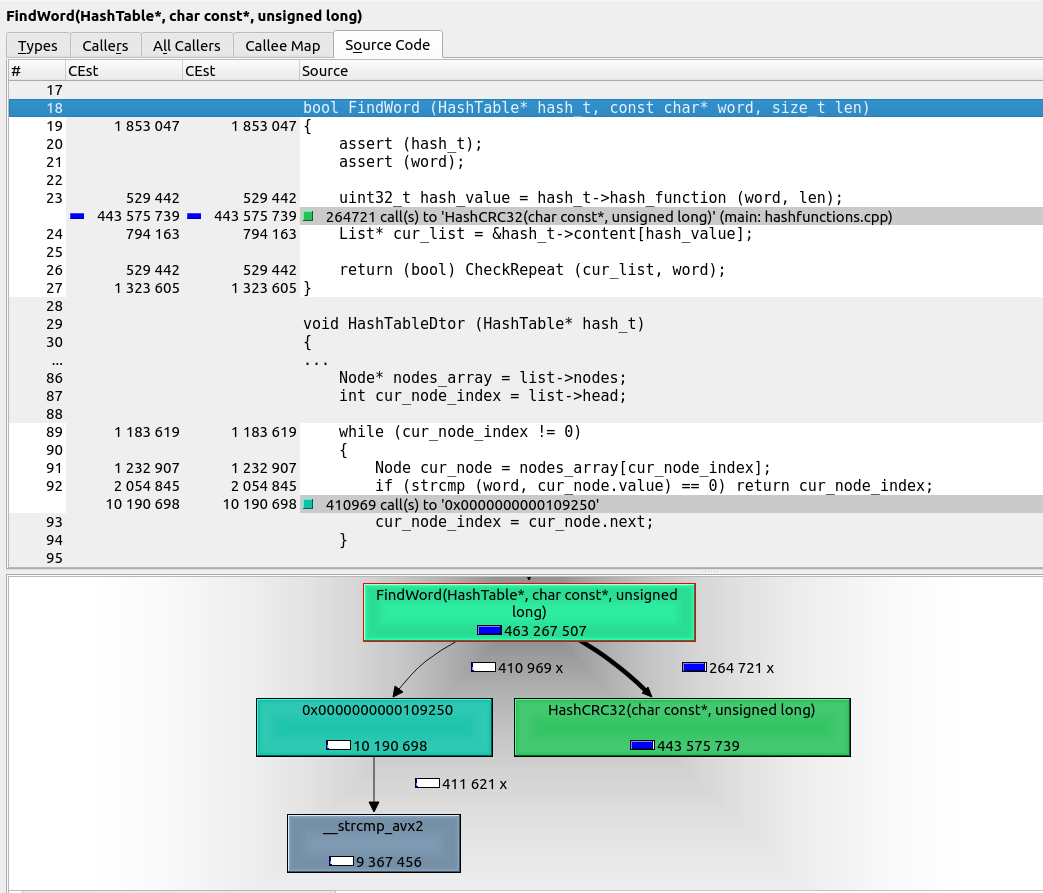 FindWord(HashTable*, char const*, unsigned long)
Types Callers All Callers Callee Map Source Code
# CEst CEst Source
17
18 bool FindWord (HashTable* hash_t, const char* word, size_t len)
19 1 853 047 1 853 047 {
20 assert (hash_t);
21 assert (word);
22
23 529 442 529 442 uint32_t hash_value = hash_t->hash_function (word, len);
443 575 739 443 575 739 264721 call(s) to 'HashCRC32(char const*, unsigned long)' (main: hashfunctions.cpp)
24 794 163 794 163 List* cur_list = &hash_t->content[hash_value];
25
26 529 442 529 442 return (bool) CheckRepeat (cur_list, word);
27 1 323 605 1 323 605 }
28
29 void HashTableDtor (HashTable* hash_t)
30 {
... ...
86 Node* nodes_array = list->nodes;
87 int cur_node_index = list->head;
88
89 1 183 619 1 183 619 while (cur_node_index != 0)
90 {
91 1 232 907 1 232 907 Node cur_node = nodes_array[cur_node_index];
92 2 054 845 2 054 845 if (strcmp (word, cur_node.value) == 0) return cur_node_index;
10 190 698 10 190 698 410969 call(s) to '0x0000000000109250'
93 cur_node_index = cur_node.next;
94 }
95
FindWord(HashTable*, char const*, unsigned
long)
463 267 507
410 969 x 264 721 x
0x0000000000109250 HashCRC32(char const*, unsigned long)
10 190 698 443 575 739
411 621 x
__strcmp_avx2
9 367 456